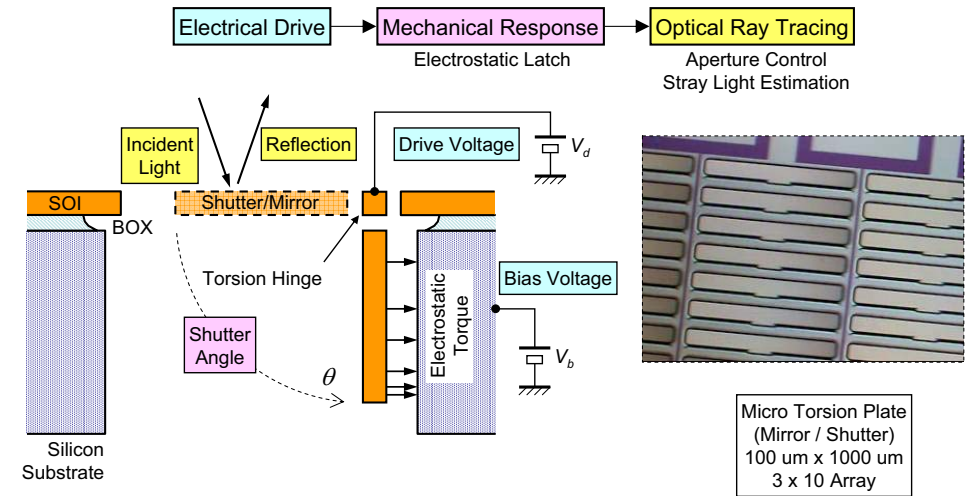 Electrical Drive
Mechanical Response
Optical Ray Tracing
Electrostatic Latch
Aperture Control
Stray Light Estimation
Incident
Light
Reflection
Drive Voltage
Vd
SOI
Shutter/Mirror
BOX
Torsion Hinge
Electrostatic
Torque
Bias Voltage
Shutter
Angle
θ
Vb
Silicon
Substrate
Micro Torsion Plate
(Mirror / Shutter)
100 um x 1000 um
3 x 10 Array